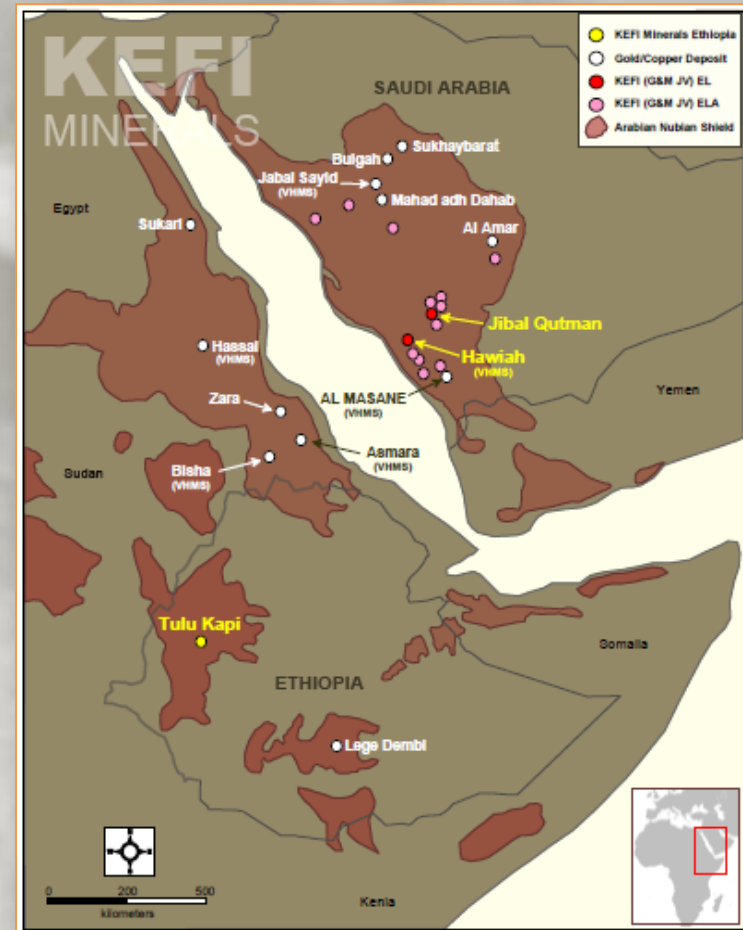 KEFI
MINERALS
KEFI Minerals Ethiopia
Gold/Copper Deposit
KEFI (G&M JV) EL
KEFI (G&M JV) ELA
Arabian Nubian Shield
SAUDI ARABIA
Sukhaybarat
Bulgah
Jabal Sayid
(VHMS)
Mahad adh Dahab
Egypt
Sukari
Al Amar
Jibal Qutman
Hassai
(VHMS)
Hawiah
(VHMS)
Yemen
Zara
AL MASANE
(VHMS)
Asmara
(VHMS)
Sudan
Bisha
(VHMS)
Tulu Kapi
Somalia
ETHIOPIA
Lege Dembi
0 200 500
kilometers
Kenia